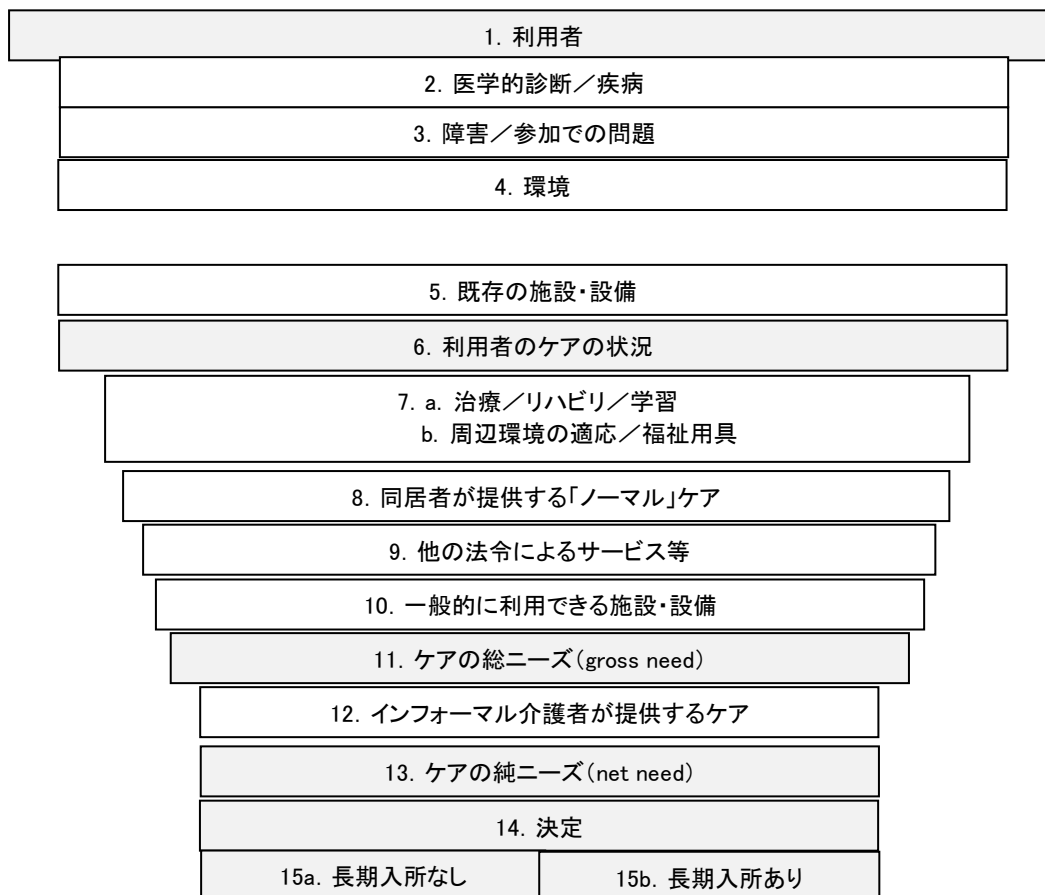 1. 利用者
2. 医学的診断／疾病
3. 障害／参加での問題
4. 環境
5. 既存の施設・設備
6. 利用者のケアの状況
7. a. 治療／リハビリ／学習
b. 周辺環境の適応／福祉用具
8. 同居者が提供する「ノーマル」ケア
9. 他の法令によるサービス等
10. 一般的に利用できる施設・設備
11. ケアの総ニーズ（gross need）
12. インフォーマル介護者が提供するケア
13. ケアの純ニーズ（net need）
14. 決定
15a. 長期入所なし
15b. 長期入所あり